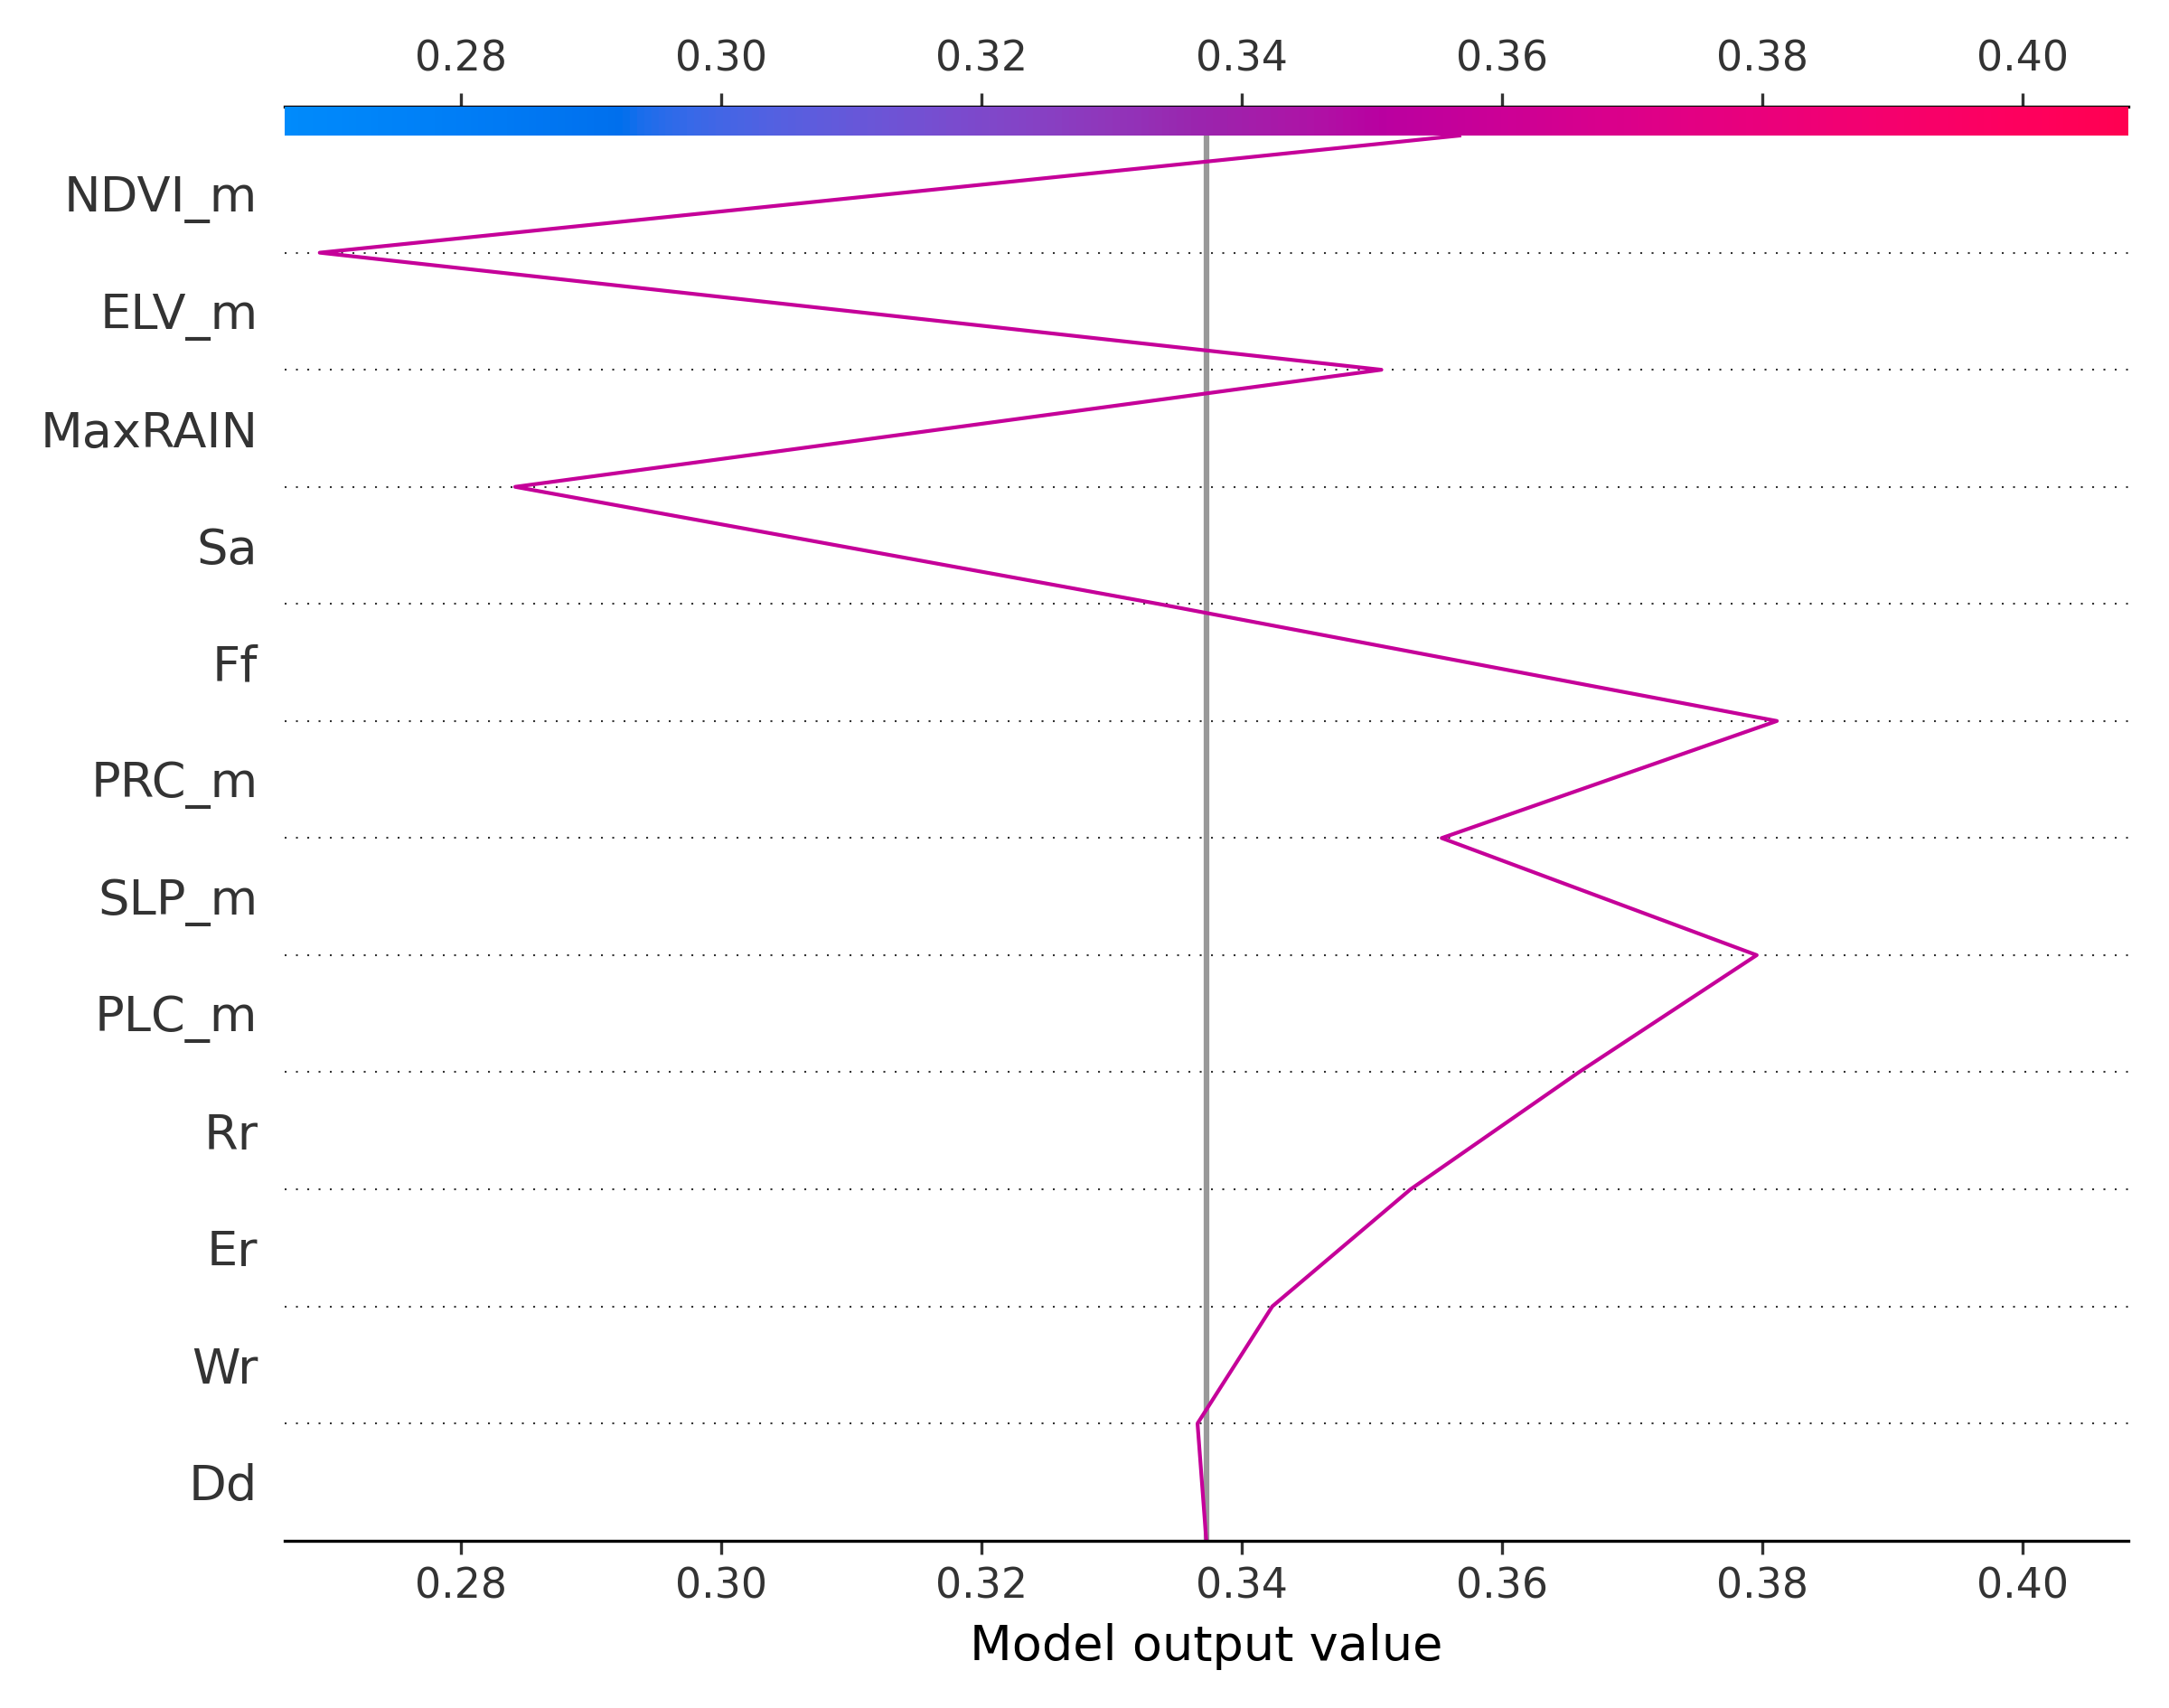 0.28 0.30 0.32 0.34 0.36 0.38 0.40
NDVI_m
ELV_m
MaxRAIN
Sa
Ff
PRC_m
SLP_m
PLC_m
Rr
Er
Wr
Dd
0.28 0.30 0.32 0.34 0.36 0.38 0.40
Model output value